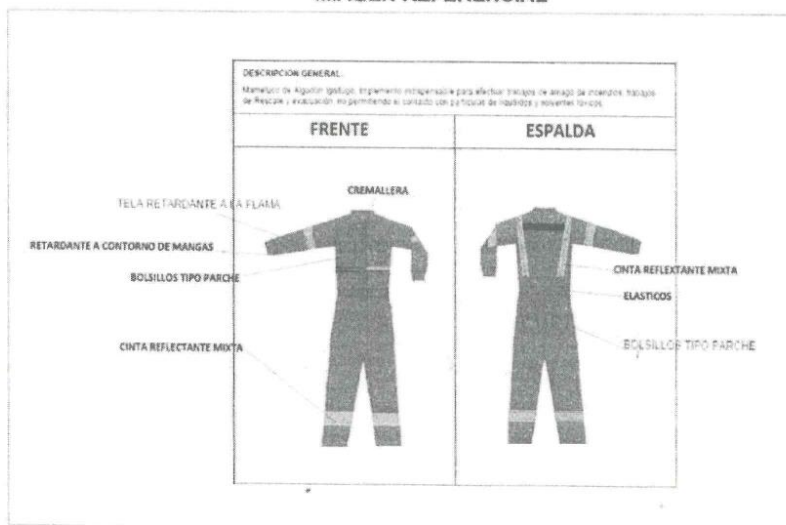 DESCRIPCION GENERAL:
Mameluco de Algodón Ignífugo, implemento indispensable para efectuar trabajos de amago de incendios, trabajos
de Rescate y evacuación, no permitiendo el contacto con partículas de líquidos y solventes tóxicos.
FRENTE
ESPALDA
CREMALLERA
TELA RETARDANTE A LA FLAMA
RETARDANTE A CONTORNO DE MANGAS
BOLSILLOS TIPO PARCHE
CINTA REFLECTANTE MIXTA
CINTA REFLEXTANTE MIXTA
ELASTICOS
BOLSILLOS TIPO PARCHE